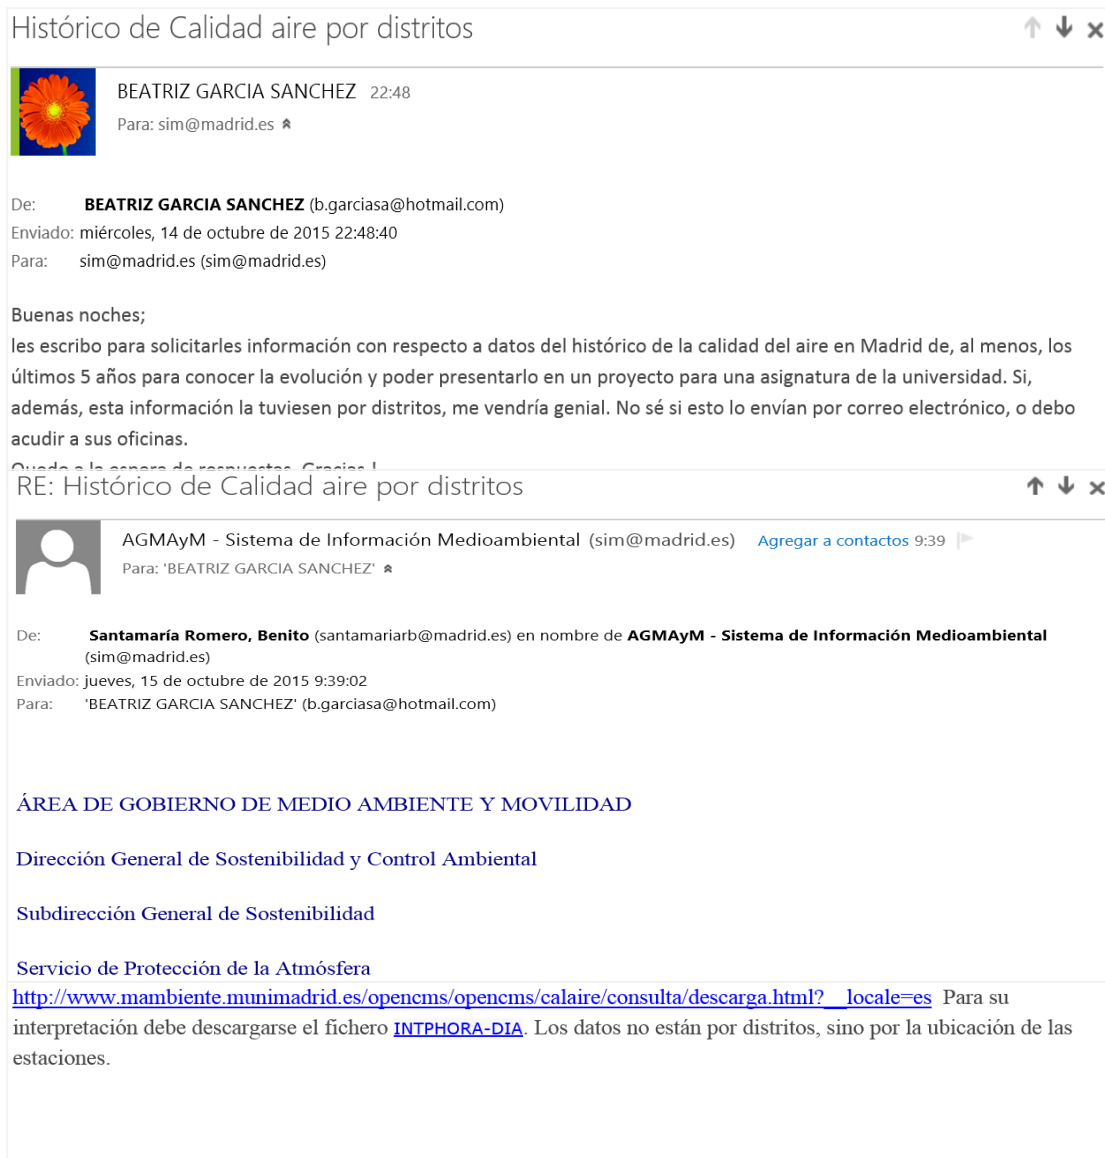 Histórico de Calidad aire por distritos
BEATRIZ GARCIA SANCHEZ 22:48
Para: sim@madrid.es
De: BEATRIZ GARCIA SANCHEZ (b.garciasa@hotmail.com)
Enviado: miércoles, 14 de octubre de 2015 22:48:40
Para: sim@madrid.es (sim@madrid.es)
Buenas noches;
les escribo para solicitarles información con respecto a datos del histórico de la calidad del aire en Madrid de, al menos, los
últimos 5 años para conocer la evolución y poder presentarlo en un proyecto para una asignatura de la universidad. Si,
además, esta información la tuviesen por distritos, me vendría genial. No sé si esto lo envían por correo electrónico, o debo
acudir a sus oficinas.
Quedo a la espera de respuestas. Gracias !
RE: Histórico de Calidad aire por distritos
AGMAyM - Sistema de Información Medioambiental (sim@madrid.es) Agregar a contactos 9:39
Para: 'BEATRIZ GARCIA SANCHEZ'
De: Santamaría Romero, Benito (santamariarb@madrid.es) en nombre de AGMAyM - Sistema de Información Medioambiental
(sim@madrid.es)
Enviado: jueves, 15 de octubre de 2015 9:39:02
Para: 'BEATRIZ GARCIA SANCHEZ' (b.garciasa@hotmail.com)
ÁREA DE GOBIERNO DE MEDIO AMBIENTE Y MOVILIDAD
Dirección General de Sostenibilidad y Control Ambiental
Subdirección General de Sostenibilidad
Servicio de Protección de la Atmósfera
http://www.mambiente.munimadrid.es/opencms/opencms/calaire/consulta/descarga.html?__locale=es Para su
interpretación debe descargarse el fichero INTPHORA-DIA. Los datos no están por distritos, sino por la ubicación de las
estaciones.